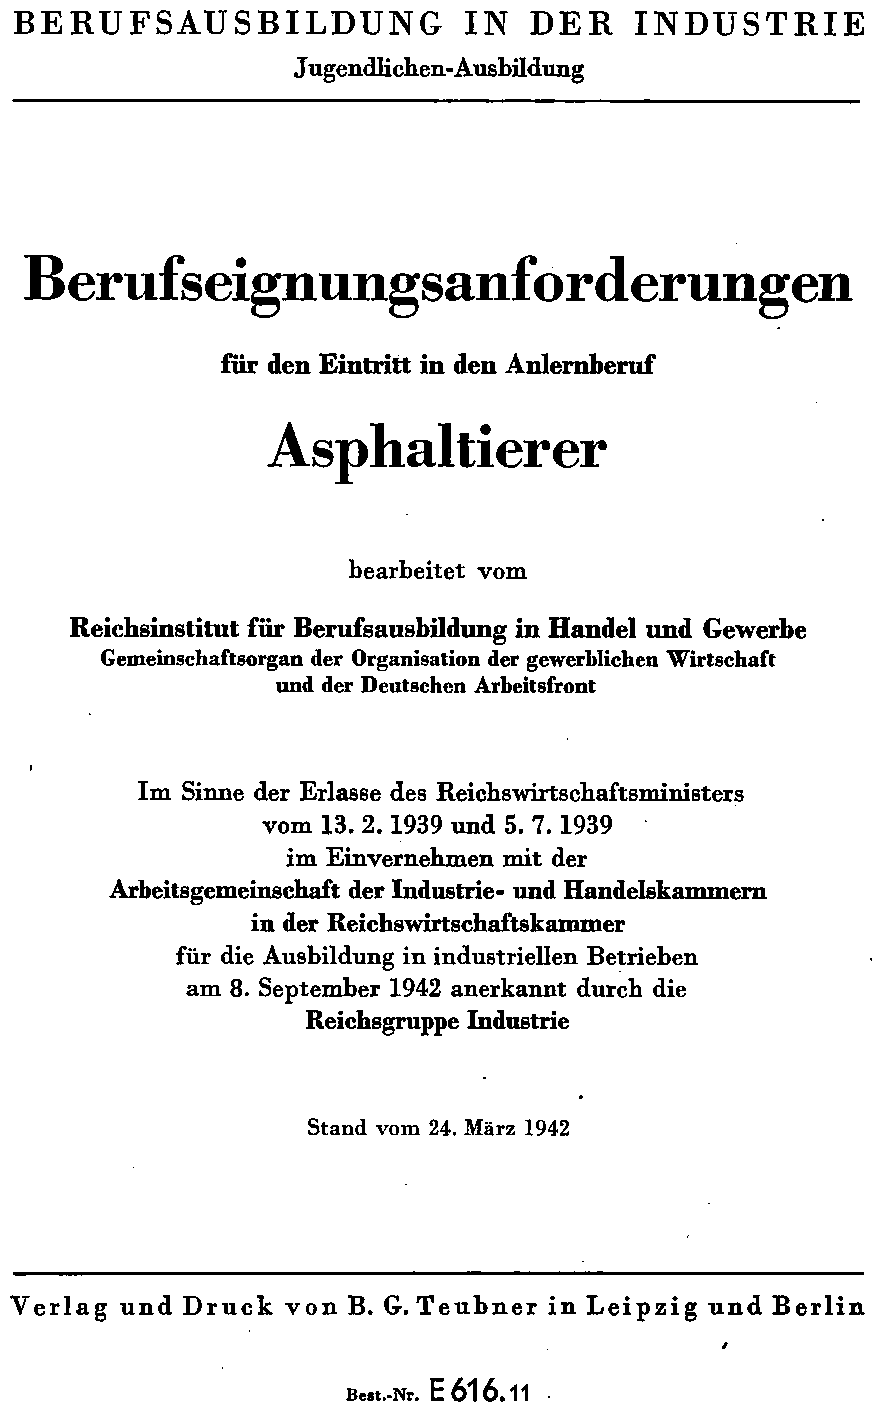 BERUFSAUSBILDUNG IN DER INDUSTRIE
Jugendlichen-Ausbildung
Berufseignungsanforderungen
für den Eintritt in den Anlernberuf
Asphaltierer
bearbeitet vom
Reichsinstitut für Berufsausbildung in Handel und Gewerbe
Gemeinschaftsorgan der Organisation der gewerblichen Wirtschaft
und der Deutschen Arbeitsfront
Im Sinne der Erlasse des Reichswirtschaftsministers
vom 13. 2. 1939 und 5. 7. 1939
im Einvernehmen mit der
Arbeitsgemeinschaft der Industrie- und Handelskammern
in der Reichswirtschaftskammer
für die Ausbildung in industriellen Betrieben
am 8. September 1942 anerkannt durch die
Reichsgruppe Industrie
Stand vom 24. März 1942
Verlag und Druck von B. G. Teubner in Leipzig und Berlin
Best.-Nr. E 616.11